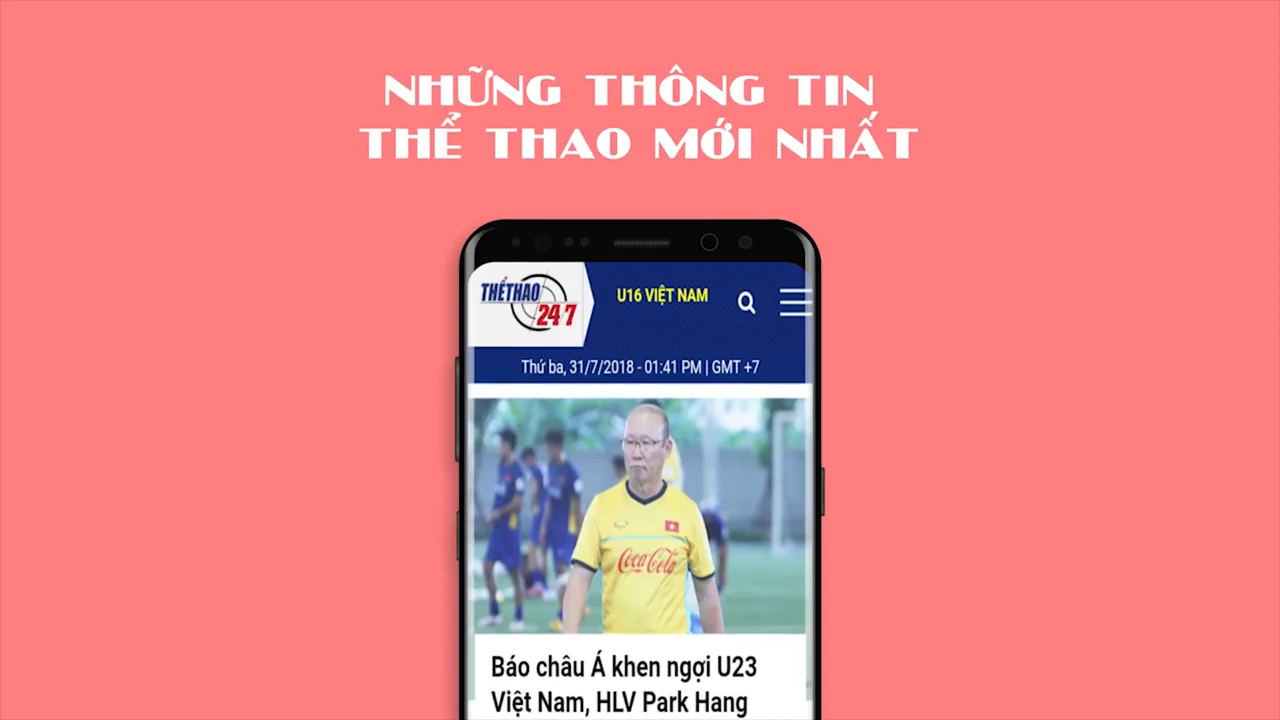 NHỮNG THÔNG TIN
THỂ THAO MỚI NHẤT
THỂTHAO
24 7
U16 VIỆT NAM
Thứ ba, 31/7/2018 - 01:41 PM | GMT +7
Coca-Cola
Báo châu Á khen ngợi U23
Việt Nam, HLV Park Hang